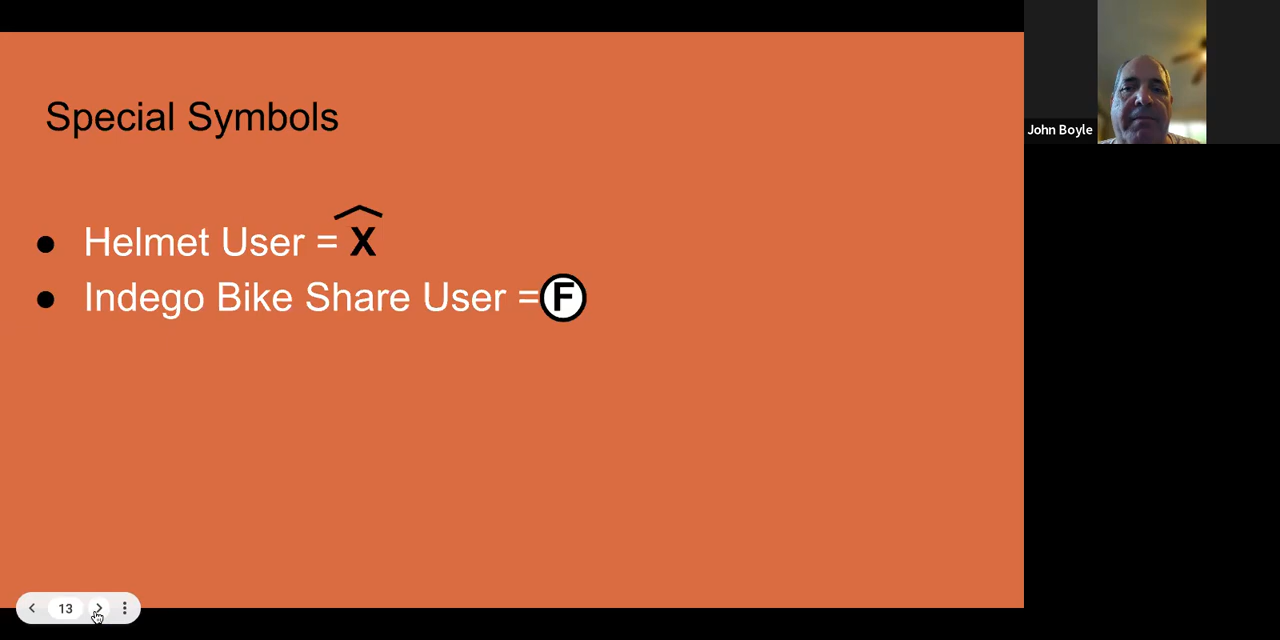 Special Symbols
● Helmet User = X
● Indego Bike Share User = F
John Boyle
13